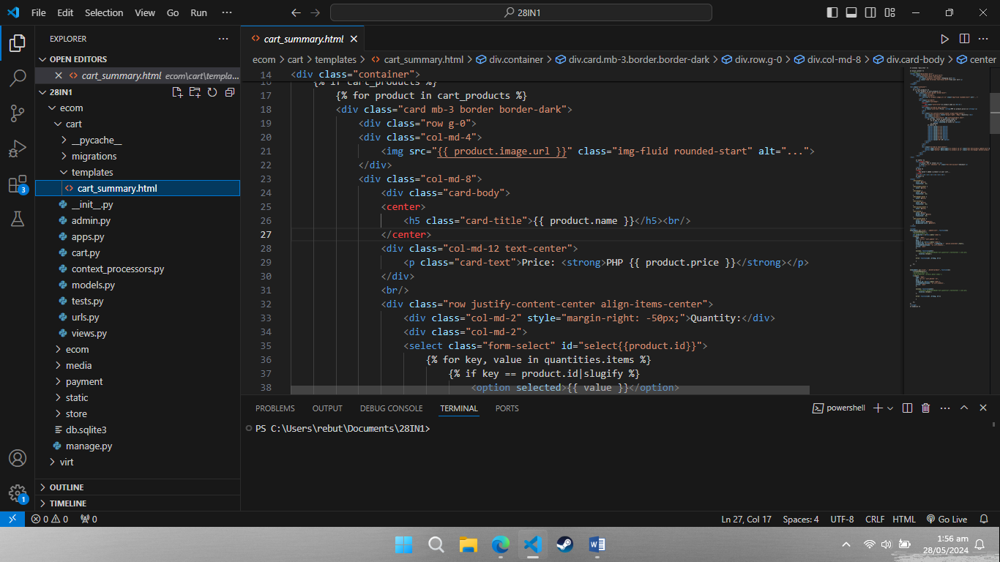 File Edit Selection View Go Run ··· 28IN1
EXPLORER ···
OPEN EDITORS
cart_summary.html ecom\cart\templa...
28IN1
ecom
cart
__pycache__
migrations
templates
cart_summary.html
__init__.py
admin.py
apps.py
cart.py
context_processors.py
models.py
tests.py
urls.py
views.py
ecom
media
payment
static
store
db.sqlite3
manage.py
virt
OUTLINE
TIMELINE
3
1
cart_summary.html
ecom > cart > templates > cart_summary.html > div.container > div.card.mb-3.border.border-dark > div.row.g-0 > div.col-md-8 > div.card-body > center
14 <div class="container">
16 {% if cart_products %}
17 {% for product in cart_products %}
18 <div class="card mb-3 border border-dark">
19 <div class="row g-0">
20 <div class="col-md-4">
21 <img src="{{ product.image.url }}" class="img-fluid rounded-start" alt="...">
22 </div>
23 <div class="col-md-8">
24 <div class="card-body">
25 <center>
26 <h5 class="card-title">{{ product.name }}</h5><br/>
27 </center>
28 <div class="col-md-12 text-center">
29 <p class="card-text">Price: <strong>PHP {{ product.price }}</strong></p>
30 </div>
31 <br/>
32 <div class="row justify-content-center align-items-center">
33 <div class="col-md-2" style="margin-right: -50px;">Quantity:</div>
34 <div class="col-md-2">
35 <select class="form-select" id="select{{product.id}}">
36 {% for key, value in quantities.items %}
37 {% if key == product.id|slugify %}
38 <option selected>{{ value }}</option>
PROBLEMS OUTPUT DEBUG CONSOLE TERMINAL PORTS powershell
PS C:\Users\rebut\Documents\28IN1>
0 0 0 Ln 27, Col 17 Spaces: 4 UTF-8 CRLF HTML Go Live
1:56 am
28/05/2024